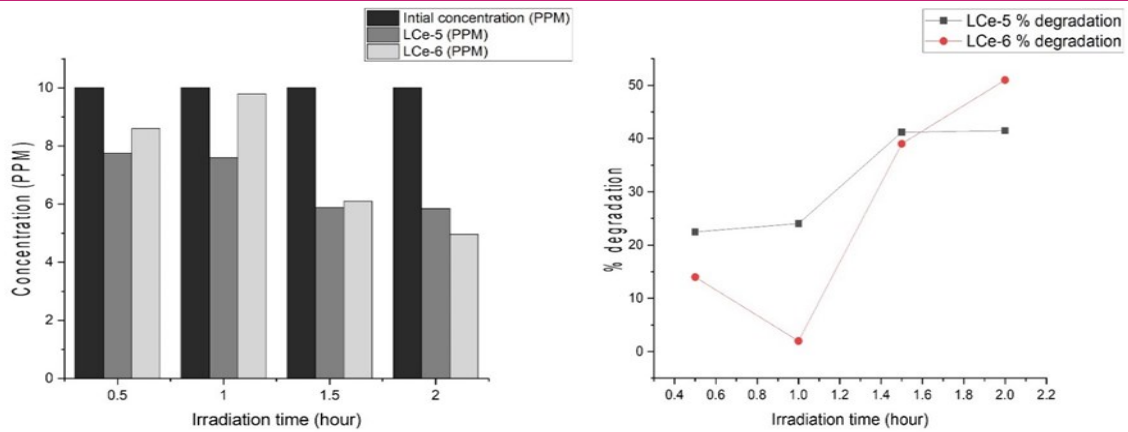 Intial concentration (PPM)
LCe-5 (PPM)
LCe-6 (PPM)
Concentration (PPM)
10
8
6
4
2
0
0.5
1
1.5
2
Irradiation time (hour)
LCe-5 % degradation
LCe-6 % degradation
% degradation
50
40
30
20
10
0
0.4 0.6 0.8 1.0 1.2 1.4 1.6 1.8 2.0 2.2
Irradiation time (hour)